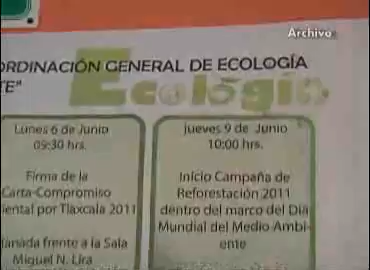 Archivo
ORDINACIÓN GENERAL DE ECOLOGÍA
TE"
Ecología
Lunes 6 de Junio
09:30 hrs.
Firma de la
Carta-Compromiso
iental por Tlaxcala 2011
lanada frente a la Sala
Miguel N. Lira
Jueves 9 de Junio
10:00 hrs.
Inicio Campaña de
Reforestación 2011
dentro del marco del Día
Mundial del Medio Ambi-
ente